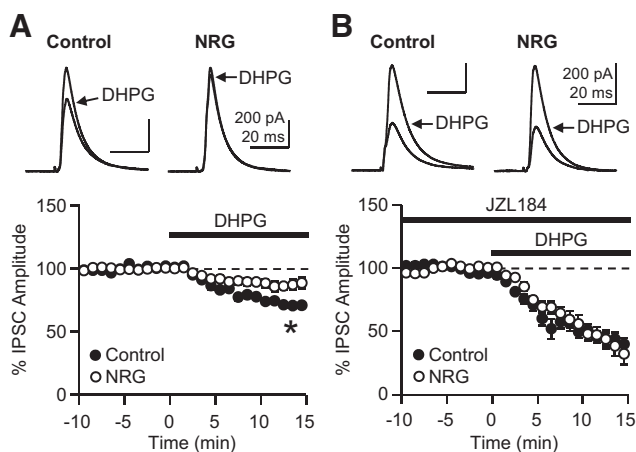 A
Control
NRG
DHPG
DHPG
200 pA
20 ms
150
100
50
0
% IPSC Amplitude
DHPG
*
Control
NRG
-10
-5
0
5
10
15
Time (min)
B
Control
NRG
DHPG
DHPG
200 pA
20 ms
150
100
50
0
% IPSC Amplitude
JZL184
DHPG
Control
NRG
-10
-5
0
5
10
15
Time (min)